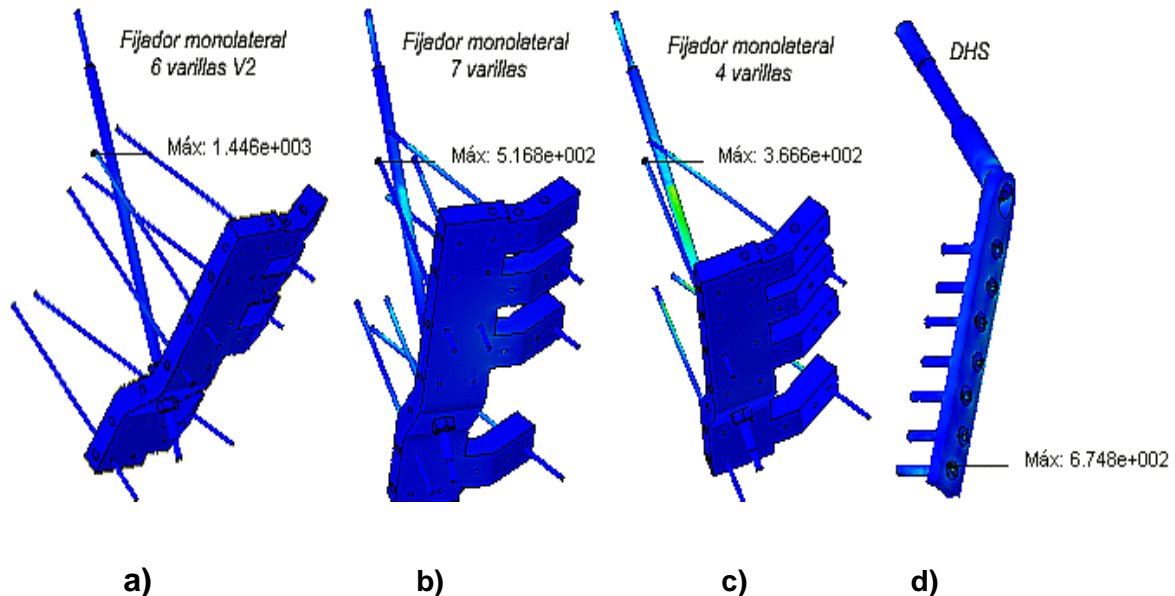 Fijador monolateral
6 varillas V2
Máx: 1.446e+003
Fijador monolateral
7 varillas
Máx: 5.168e+002
Fijador monolateral
4 varillas
Máx: 3.666e+002
DHS
Máx: 6.748e+002
a)
b)
c)
d)